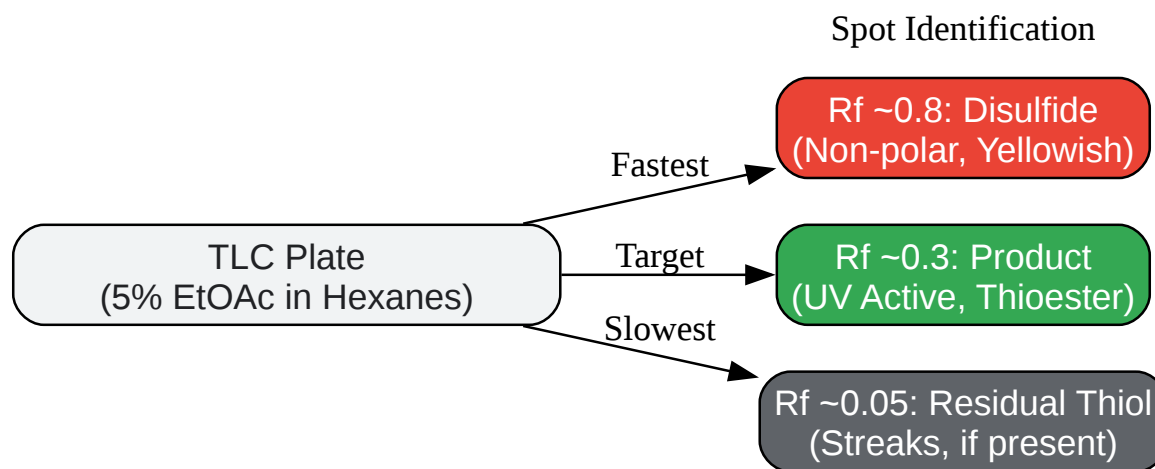 Spot Identification
Rf ~0.8: Disulfide
(Non-polar, Yellowish)
Fastest
TLC Plate
(5% EtOAc in Hexanes)
Target
Rf ~0.3: Product
(UV Active, Thioester)
Slowest
Rf ~0.05: Residual Thiol
(Streaks, if present)